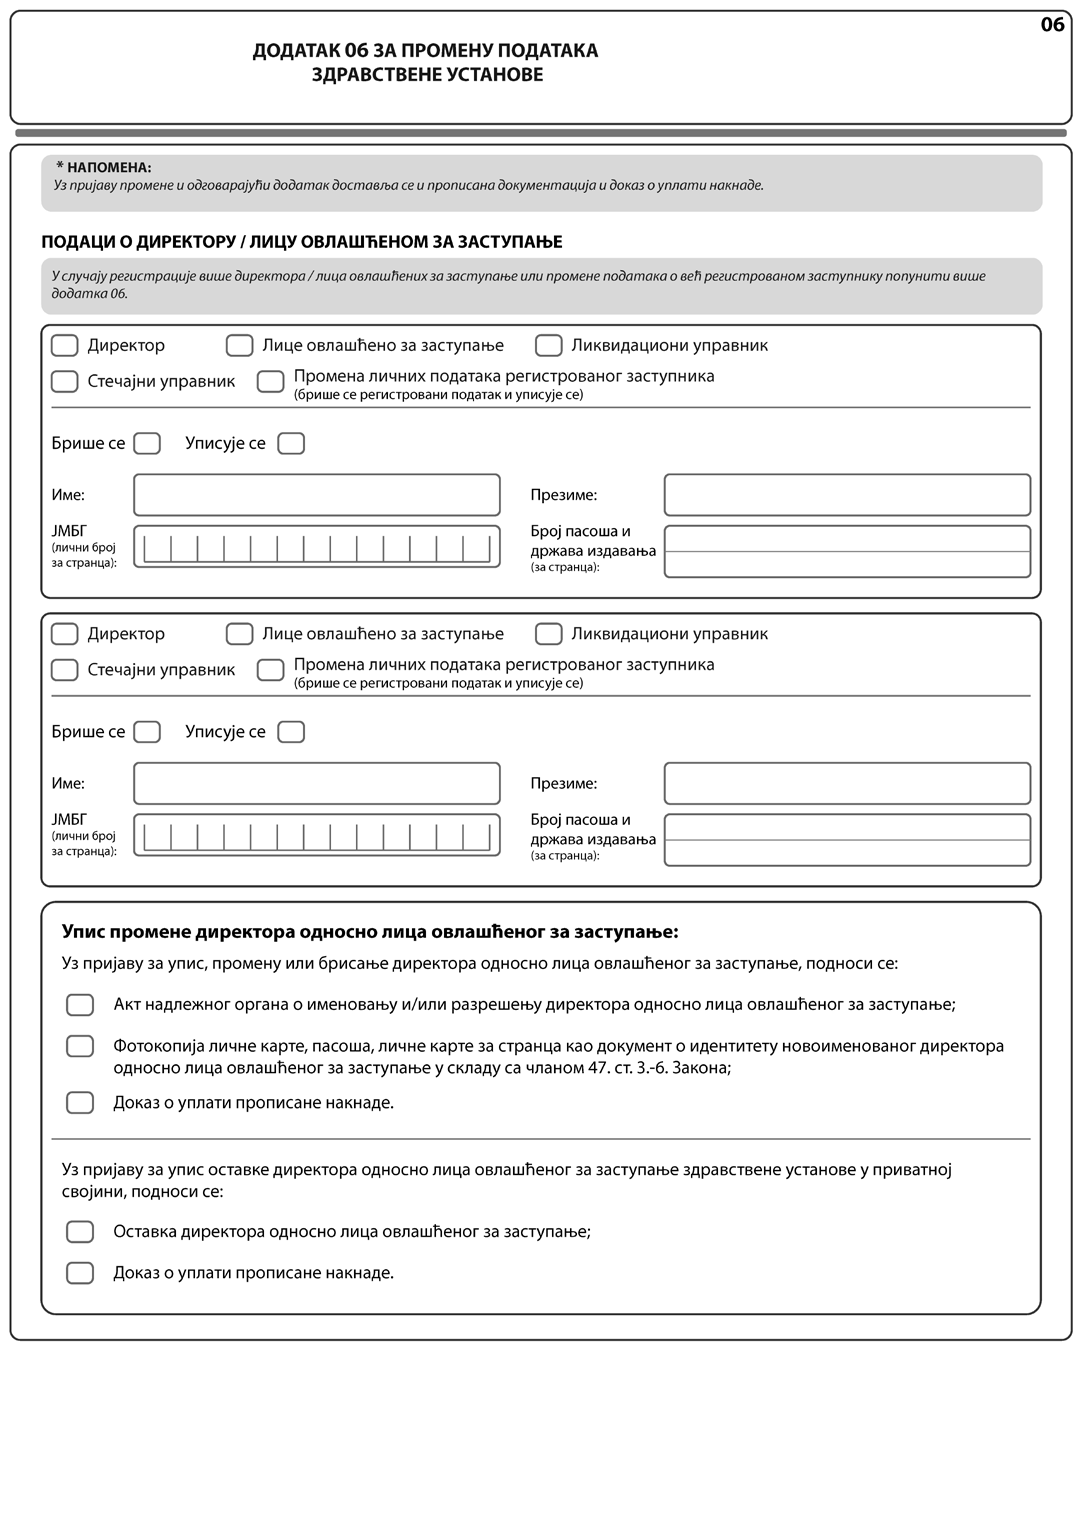 06
ДОДАТАК 06 ЗА ПРОМЕНУ ПОДАТАКА
ЗДРАВСТВЕНЕ УСТАНОВЕ
* НАПОМЕНА:
Уз пријаву промене и одговарајући додатак доставља се и прописана документација и доказ о уплати накнаде.
ПОДАЦИ О ДИРЕКТОРУ / ЛИЦУ ОВЛАШЋЕНОМ ЗА ЗАСТУПАЊЕ
У случају регистрације више директора / лица овлашћених за заступање или промене података о већ регистрованом заступнику попунити више
додатка 06.
Директор Лице овлашћено за заступање Ликвидациони управник
Стечајни управник Промена личних података регистрованог заступника
(брише се регистровани податак и уписује се)
Брише се Уписује се
Име: Презиме:
ЈМБГ
(лични број
за странца):
Број пасоша и
држава издавања
(за странца):
Директор Лице овлашћено за заступање Ликвидациони управник
Стечајни управник Промена личних података регистрованог заступника
(брише се регистровани податак и уписује се)
Брише се Уписује се
Име: Презиме:
ЈМБГ
(лични број
за странца):
Број пасоша и
држава издавања
(за странца):
Упис промене директора односно лица овлашћеног за заступање:
Уз пријаву за упис, промену или брисање директора односно лица овлашћеног за заступање, подноси се:
Акт надлежног органа о именовању и/или разрешењу директора односно лица овлашћеног за заступање;
Фотокопија личне карте, пасоша, личне карте за странца као документ о идентитету новоименованог директора
односно лица овлашћеног за заступање у складу са чланом 47. ст. 3.-6. Закона;
Доказ о уплати прописане накнаде.
Уз пријаву за упис оставке директора односно лица овлашћеног за заступање здравствене установе у приватној
својини, подноси се:
Оставка директора односно лица овлашћеног за заступање;
Доказ о уплати прописане накнаде.